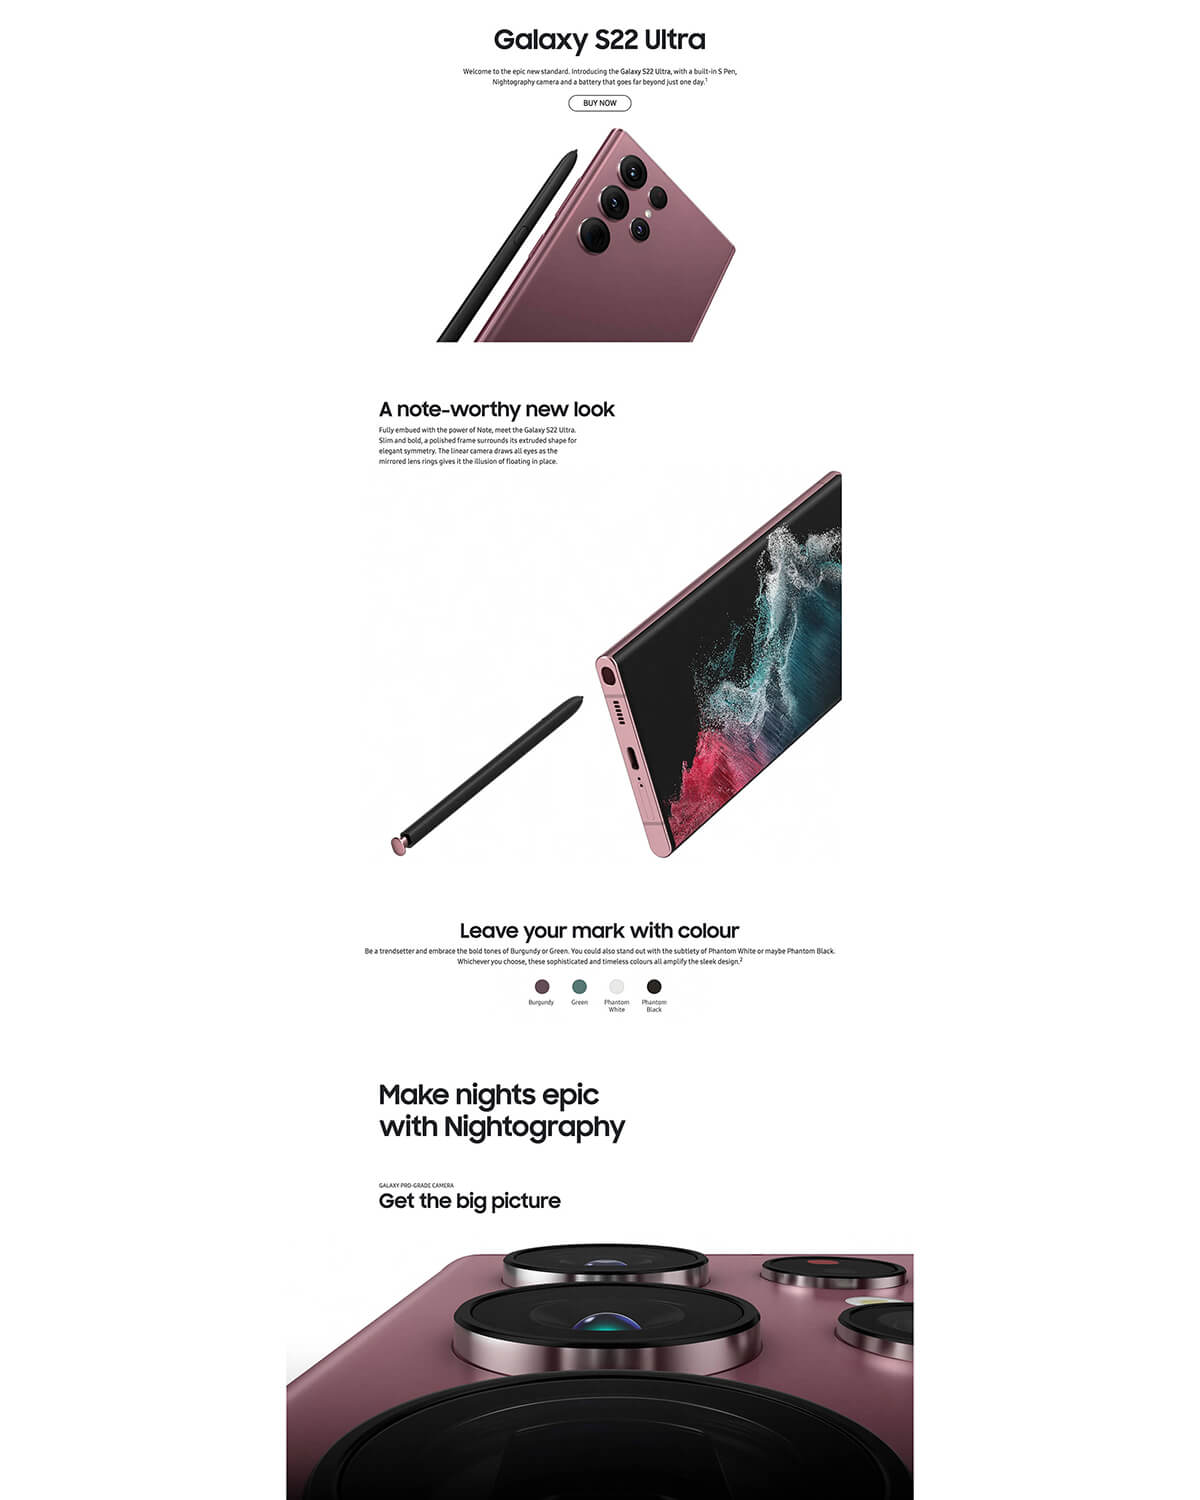 Galaxy S22 Ultra
Welcome to the epic new standard. Introducing the Galaxy S22 Ultra, with a built-in S Pen,
Nightography camera and a battery that goes far beyond just one day.¹
BUY NOW
A note-worthy new look
Fully embued with the power of Note, meet the Galaxy S22 Ultra.
Slim and bold, a polished frame surrounds its extruded shape for
elegant symmetry. The linear camera draws all eyes as the
mirrored lens rings gives it the illusion of floating in place.
Leave your mark with colour
Be a trendsetter and embrace the bold tones of Burgundy or Green. You could also stand out with the subtlety of Phantom White or maybe Phantom Black.
Whichever you choose, these sophisticated and timeless colours all amplify the sleek design.²
Burgundy
Green
Phantom
White
Phantom
Black
Make nights epic
with Nightography
GALAXY PRO-GRADE CAMERA
Get the big picture